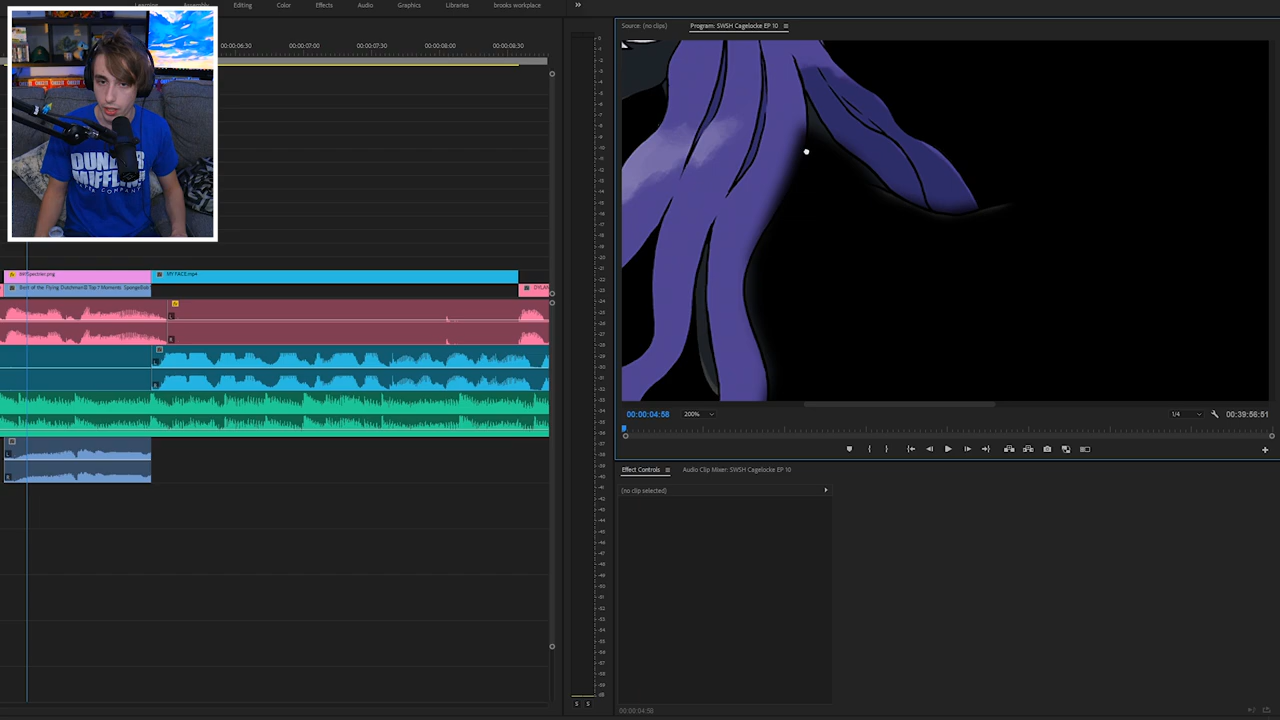 Learning Editing Color Effects Audio Graphics Libraries brooks workplace
Source: (no clips) Program: SWSH Cagelocke EP 10
00:00:06:30 00:00:07:00 00:00:07:30 00:00:08:00 00:00:08:30
DUNDER
MIFFLIN
MY FACE.mp4
Best of the Flying Dutchman
Top 7 Moments
SpongeBob
DYLAN
L
R
L
R
L
R
00:00:04:58 200% 1/4 00:39:56:51
Effect Controls Audio Clip Mixer: SWSH Cagelocke EP 10
(no clip selected)
S S
00:00:04:58